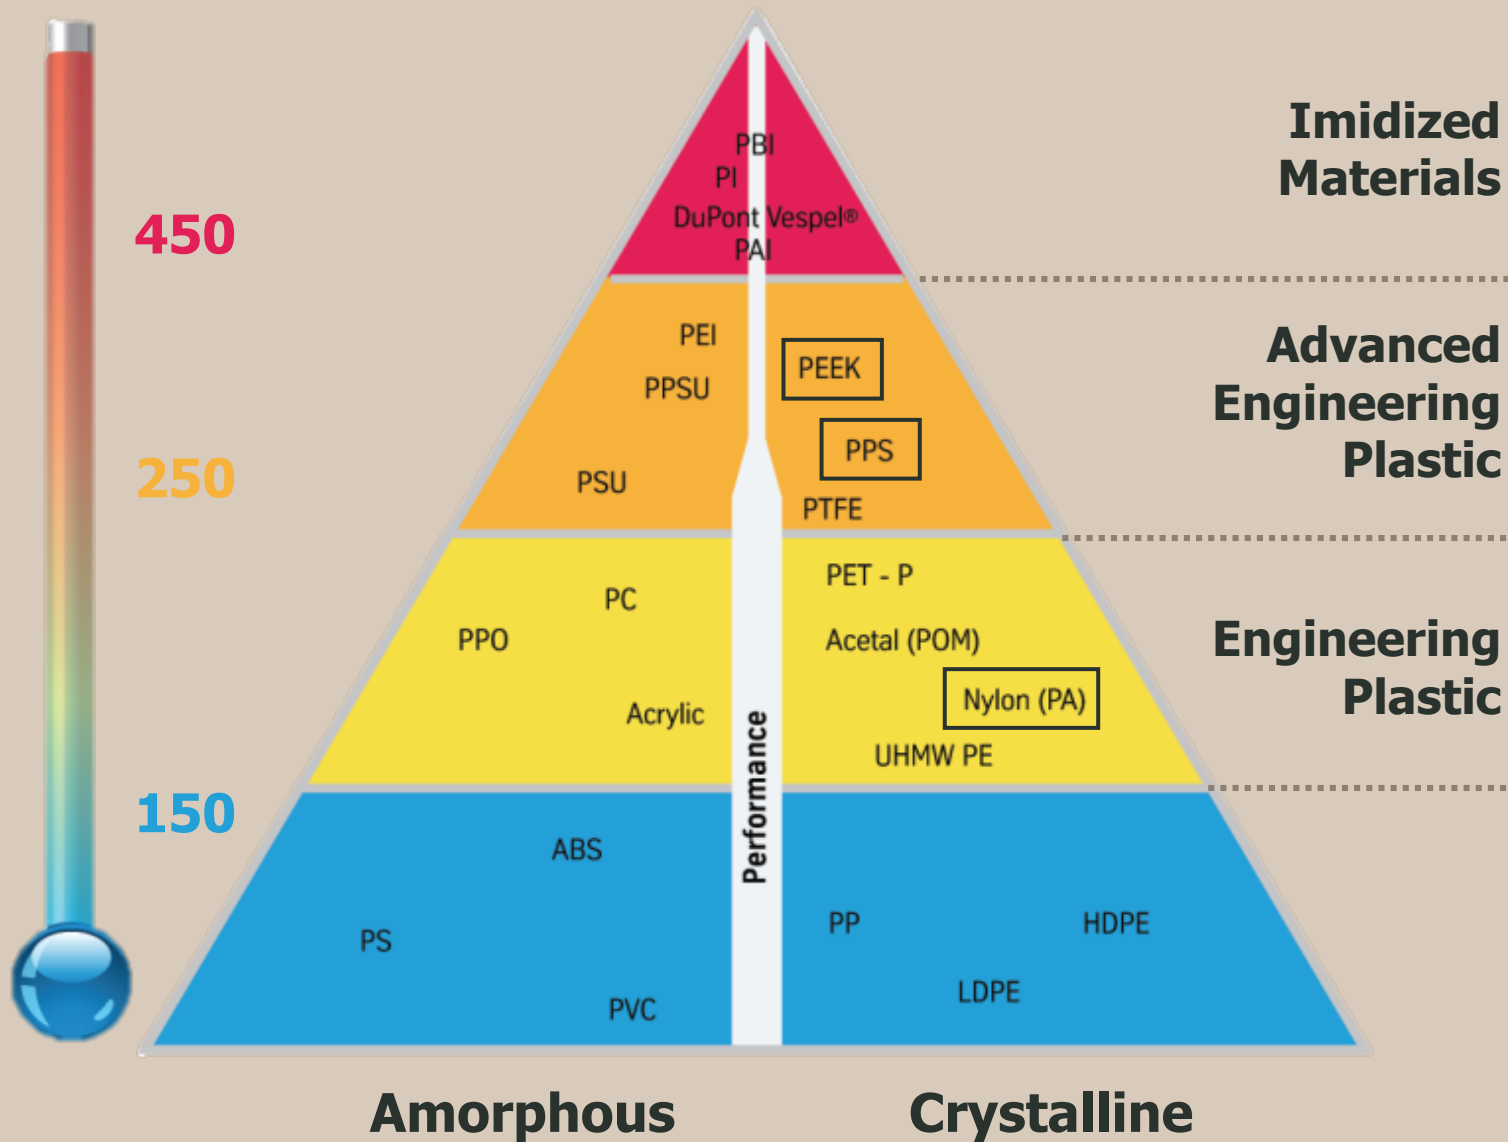 Imidized
Materials
PBI
PI
DuPont Vespel®
PAI
450
Advanced
Engineering
Plastic
PEI
PEEK
PPSU
PPS
250
PSU
PTFE
Engineering
Plastic
PET - P
PC
PPO
Acetal (POM)
Nylon (PA)
Acrylic
UHMW PE
Performance
150
ABS
PP
HDPE
PS
LDPE
PVC
Amorphous
Crystalline